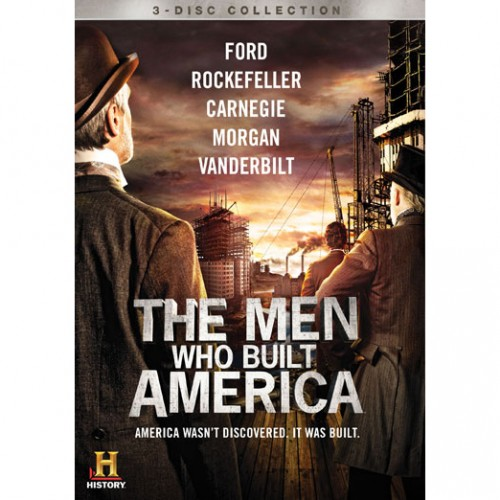 3-DISC COLLECTION
FORD
ROCKEFELLER
CARNEGIE
MORGAN
VANDERBILT
THE MEN
WHO BUILT
AMERICA
AMERICA WASN'T DISCOVERED. IT WAS BUILT.
H
HISTORY